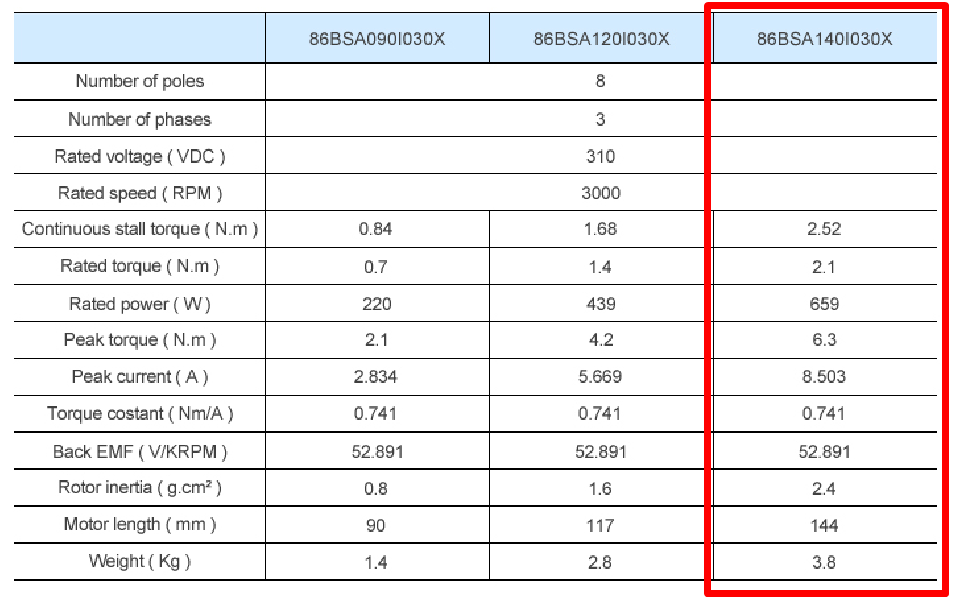 86BSA090I030X 86BSA120I030X 86BSA140I030X
Number of poles 8
Number of phases 3
Rated voltage ( VDC ) 310
Rated speed ( RPM ) 3000
Continuous stall torque ( N.m ) 0.84 1.68 2.52
Rated torque ( N.m ) 0.7 1.4 2.1
Rated power ( W ) 220 439 659
Peak torque ( N.m ) 2.1 4.2 6.3
Peak current ( A ) 2.834 5.669 8.503
Torque costant ( Nm/A ) 0.741 0.741 0.741
Back EMF ( V/KRPM ) 52.891 52.891 52.891
Rotor inertia ( g.cm² ) 0.8 1.6 2.4
Motor length ( mm ) 90 117 144
Weight ( Kg ) 1.4 2.8 3.8